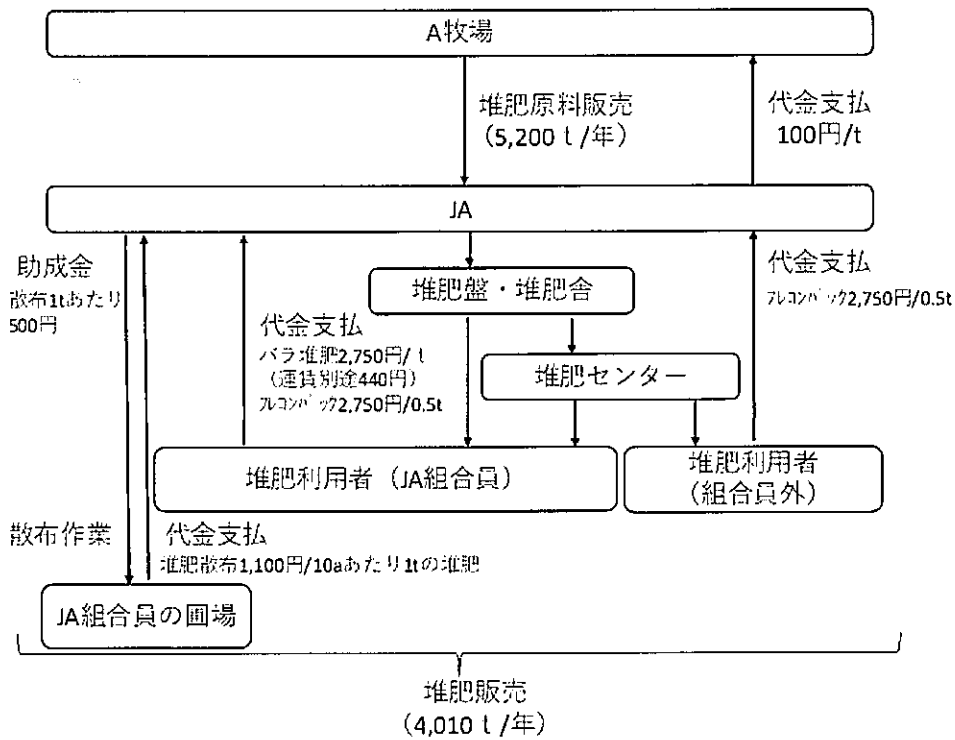 A牧場
堆肥原料販売
(5,200ｔ/年)
代金支払
100円/t
JA
助成金
散布1tあたり
500円
堆肥盤・堆肥舎
代金支払
ﾌﾚｺﾝﾊﾞｯｸ2,750円/0.5t
代金支払
バラ堆肥2,750円/ｔ
(運賃別途440円)
ﾌﾚｺﾝﾊﾞｯｸ2,750円/0.5t
堆肥センター
堆肥利用者（JA組合員）
堆肥利用者
(組合員外)
散布作業
代金支払
堆肥散布1,100円/10aあたり1tの堆肥
JA組合員の圃場
堆肥販売
(4,010ｔ/年)